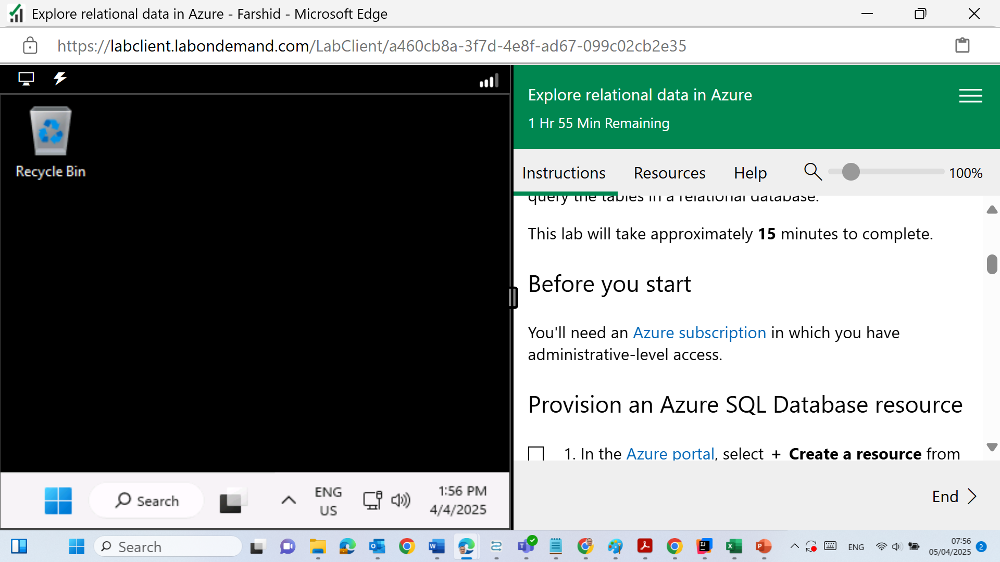 Explore relational data in Azure - Farshid - Microsoft Edge
https://labclient.labondemand.com/LabClient/a460cb8a-3f7d-4e8f-ad67-099c02cb2e35
Recycle Bin
Search
ENG
US
1:56 PM
4/4/2025
Explore relational data in Azure
1 Hr 55 Min Remaining
Instructions
Resources
Help
100%
query the tables in a relational database.
This lab will take approximately 15 minutes to complete.
Before you start
You'll need an Azure subscription in which you have
administrative-level access.
Provision an Azure SQL Database resource
1. In the Azure portal, select + Create a resource from
End
Search
ENG
07:56
05/04/2025
2